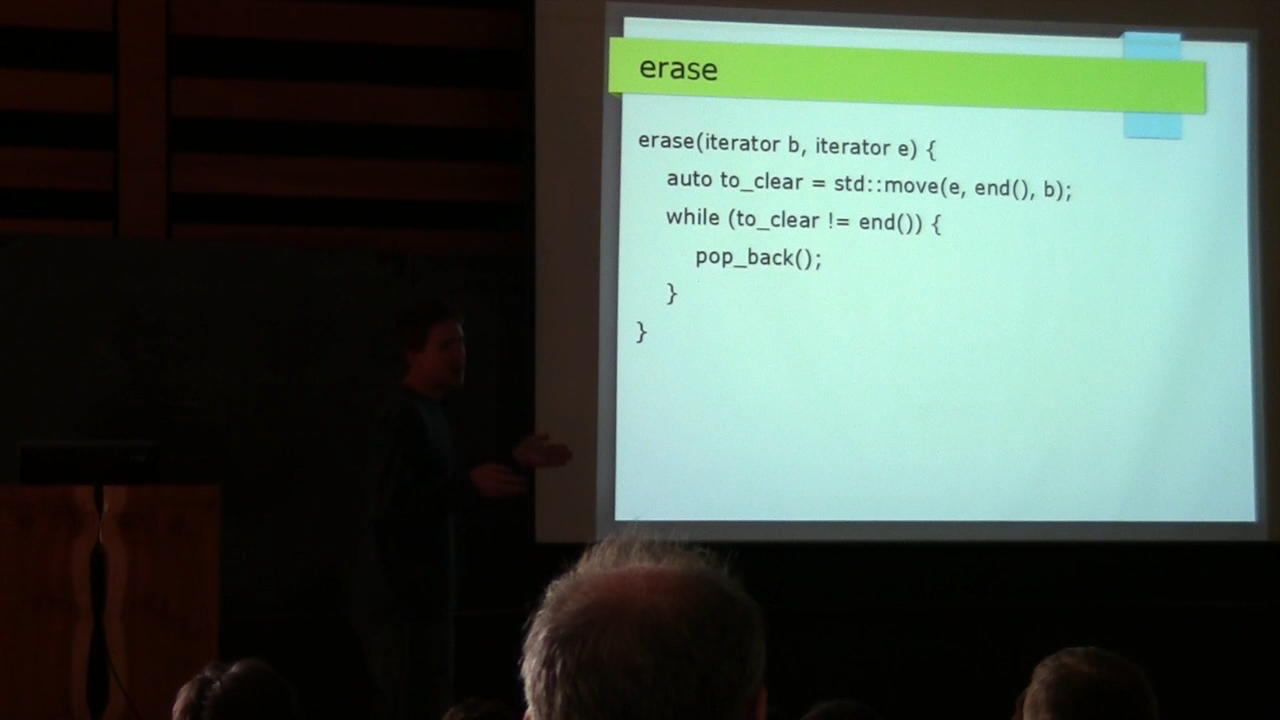 erase
erase(iterator b, iterator e) {
auto to_clear = std::move(e, end(), b);
while (to_clear != end()) {
pop_back();
}
}